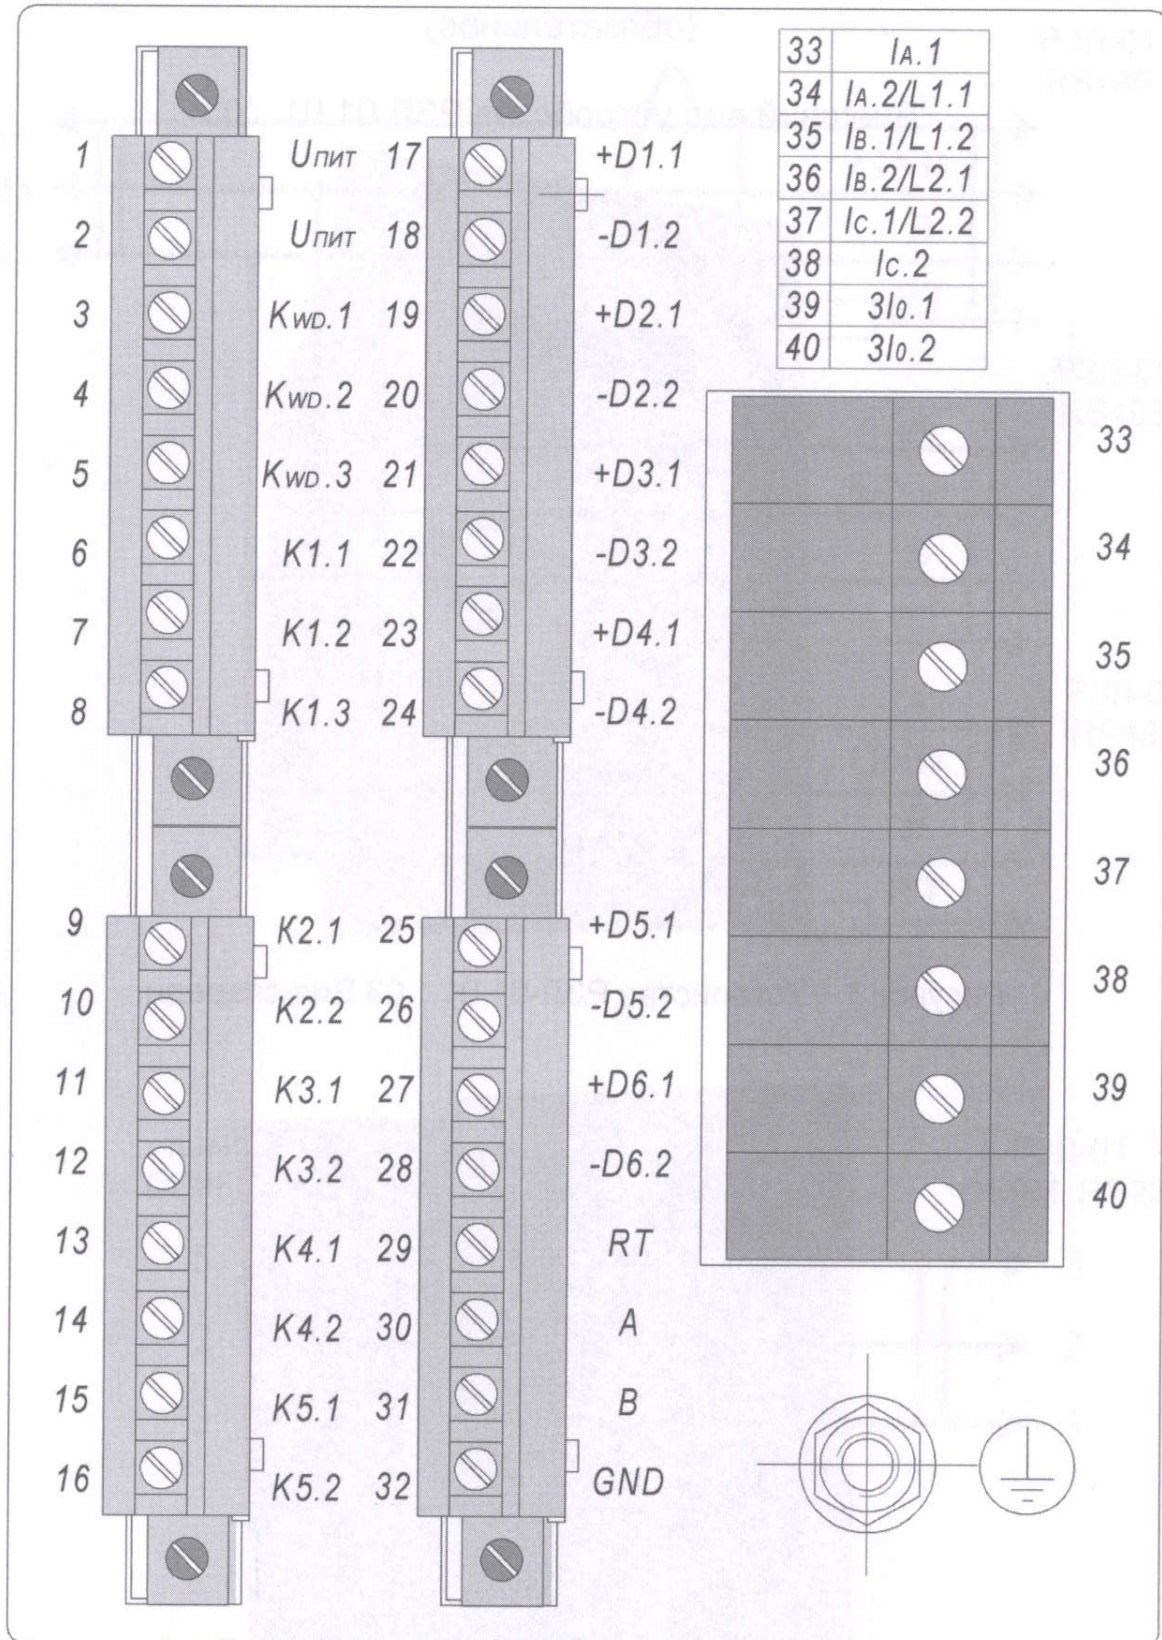 33 IA.1
34 IA.2/L1.1
35 IB.1/L1.2
36 IB.2/L2.1
37 IC.1/L2.2
38 IC.2
39 3I0.1
40 3I0.2
1 Uпит 17 +D1.1
2 Uпит 18 -D1.2
3 KWD.1 19 +D2.1
4 KWD.2 20 -D2.2
5 KWD.3 21 +D3.1
6 K1.1 22 -D3.2
7 K1.2 23 +D4.1
8 K1.3 24 -D4.2
9 K2.1 25 +D5.1
10 K2.2 26 -D5.2
11 K3.1 27 +D6.1
12 K3.2 28 -D6.2
13 K4.1 29 RT
14 K4.2 30 A
15 K5.1 31 B
16 K5.2 32 GND
33
34
35
36
37
38
39
40